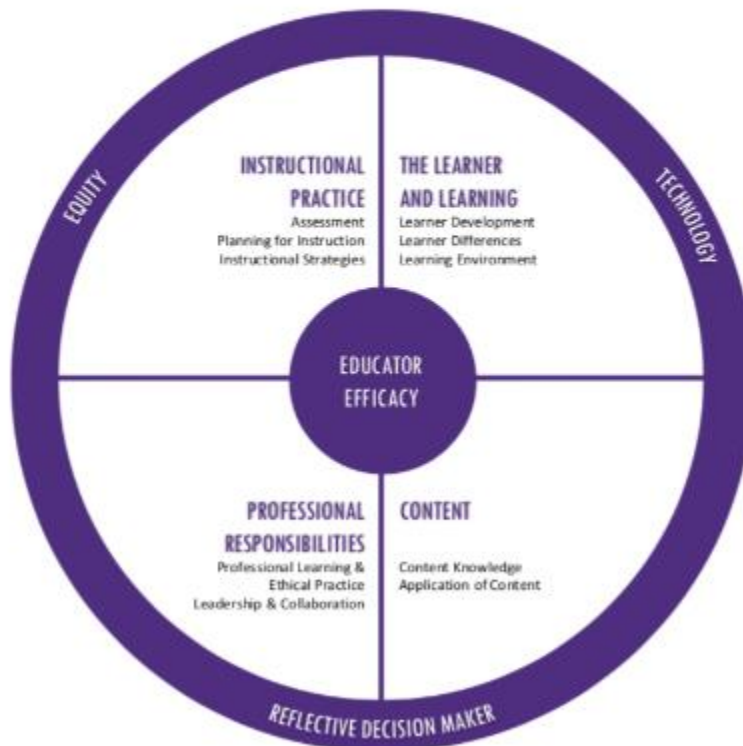 EQUITY
TECHNOLOGY
INSTRUCTIONAL
PRACTICE
Assessment
Planning for Instruction
Instructional Strategies
THE LEARNER
AND LEARNING
Learner Development
Learner Differences
Learning Environment
EDUCATOR
EFFICACY
PROFESSIONAL
RESPONSIBILITIES
Professional Learning &
Ethical Practice
Leadership & Collaboration
CONTENT
Content Knowledge
Application of Content
REFLECTIVE DECISION MAKER